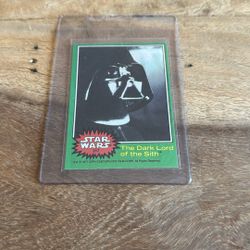 STAR
WARS
The Dark Lord
of the Sith